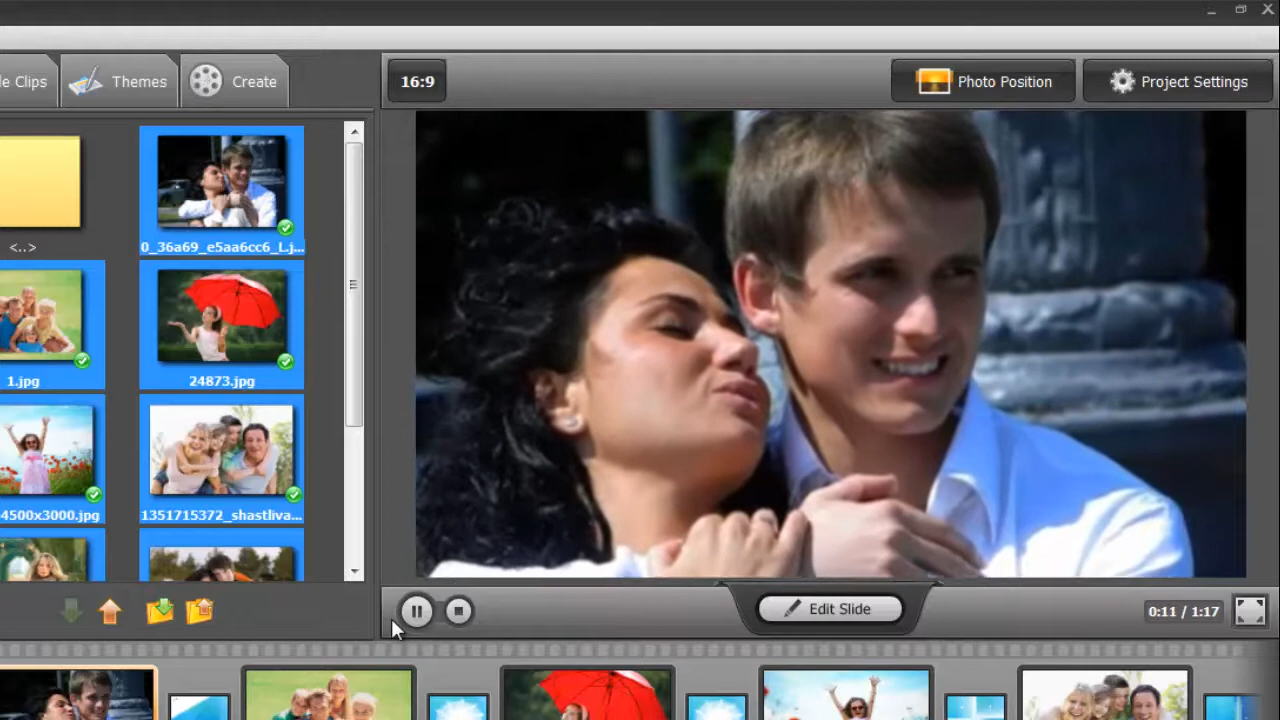 le Clips
Themes
Create
16:9
Photo Position
Project Settings
<..>
0_36a69_e5aa6cc6_L.j...
1.jpg
24873.jpg
4500x3000.jpg
1351715372_shastliva...
Edit Slide
0:11 / 1:17